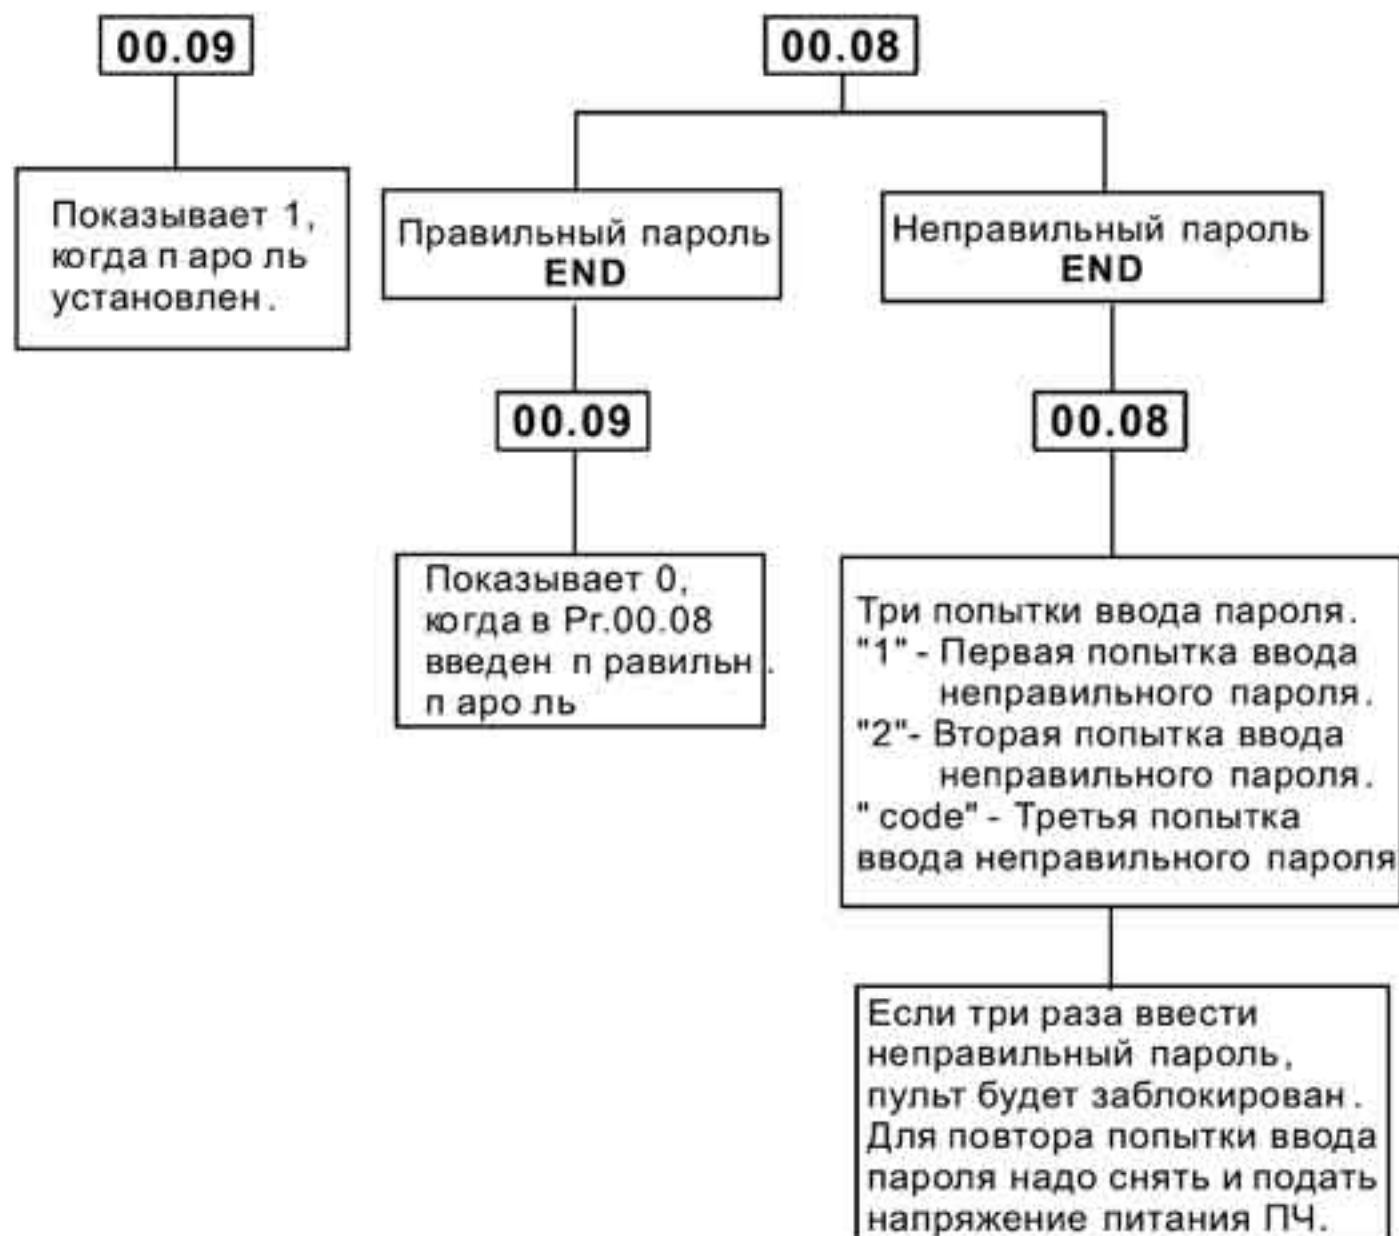 00.09
Показывает 1,
когда п аро ль
установлен.
00.08
Правильный пароль
END
00.09
Показывает 0,
когда в Pr.00.08
введен п равильн.
п аро ль
Неправильный пароль
END
00.08
Три попытки ввода пароля.
"1" - Первая попытка ввода
неправильного пароля.
"2"- Вторая попытка ввода
неправильного пароля.
" code" - Третья попытка
ввода неправильного пароля
Если три раза ввести
неправильный пароль,
пульт будет заблокирован.
Для повтора попытки ввода
пароля надо снять и подать
напряжение питания ПЧ.